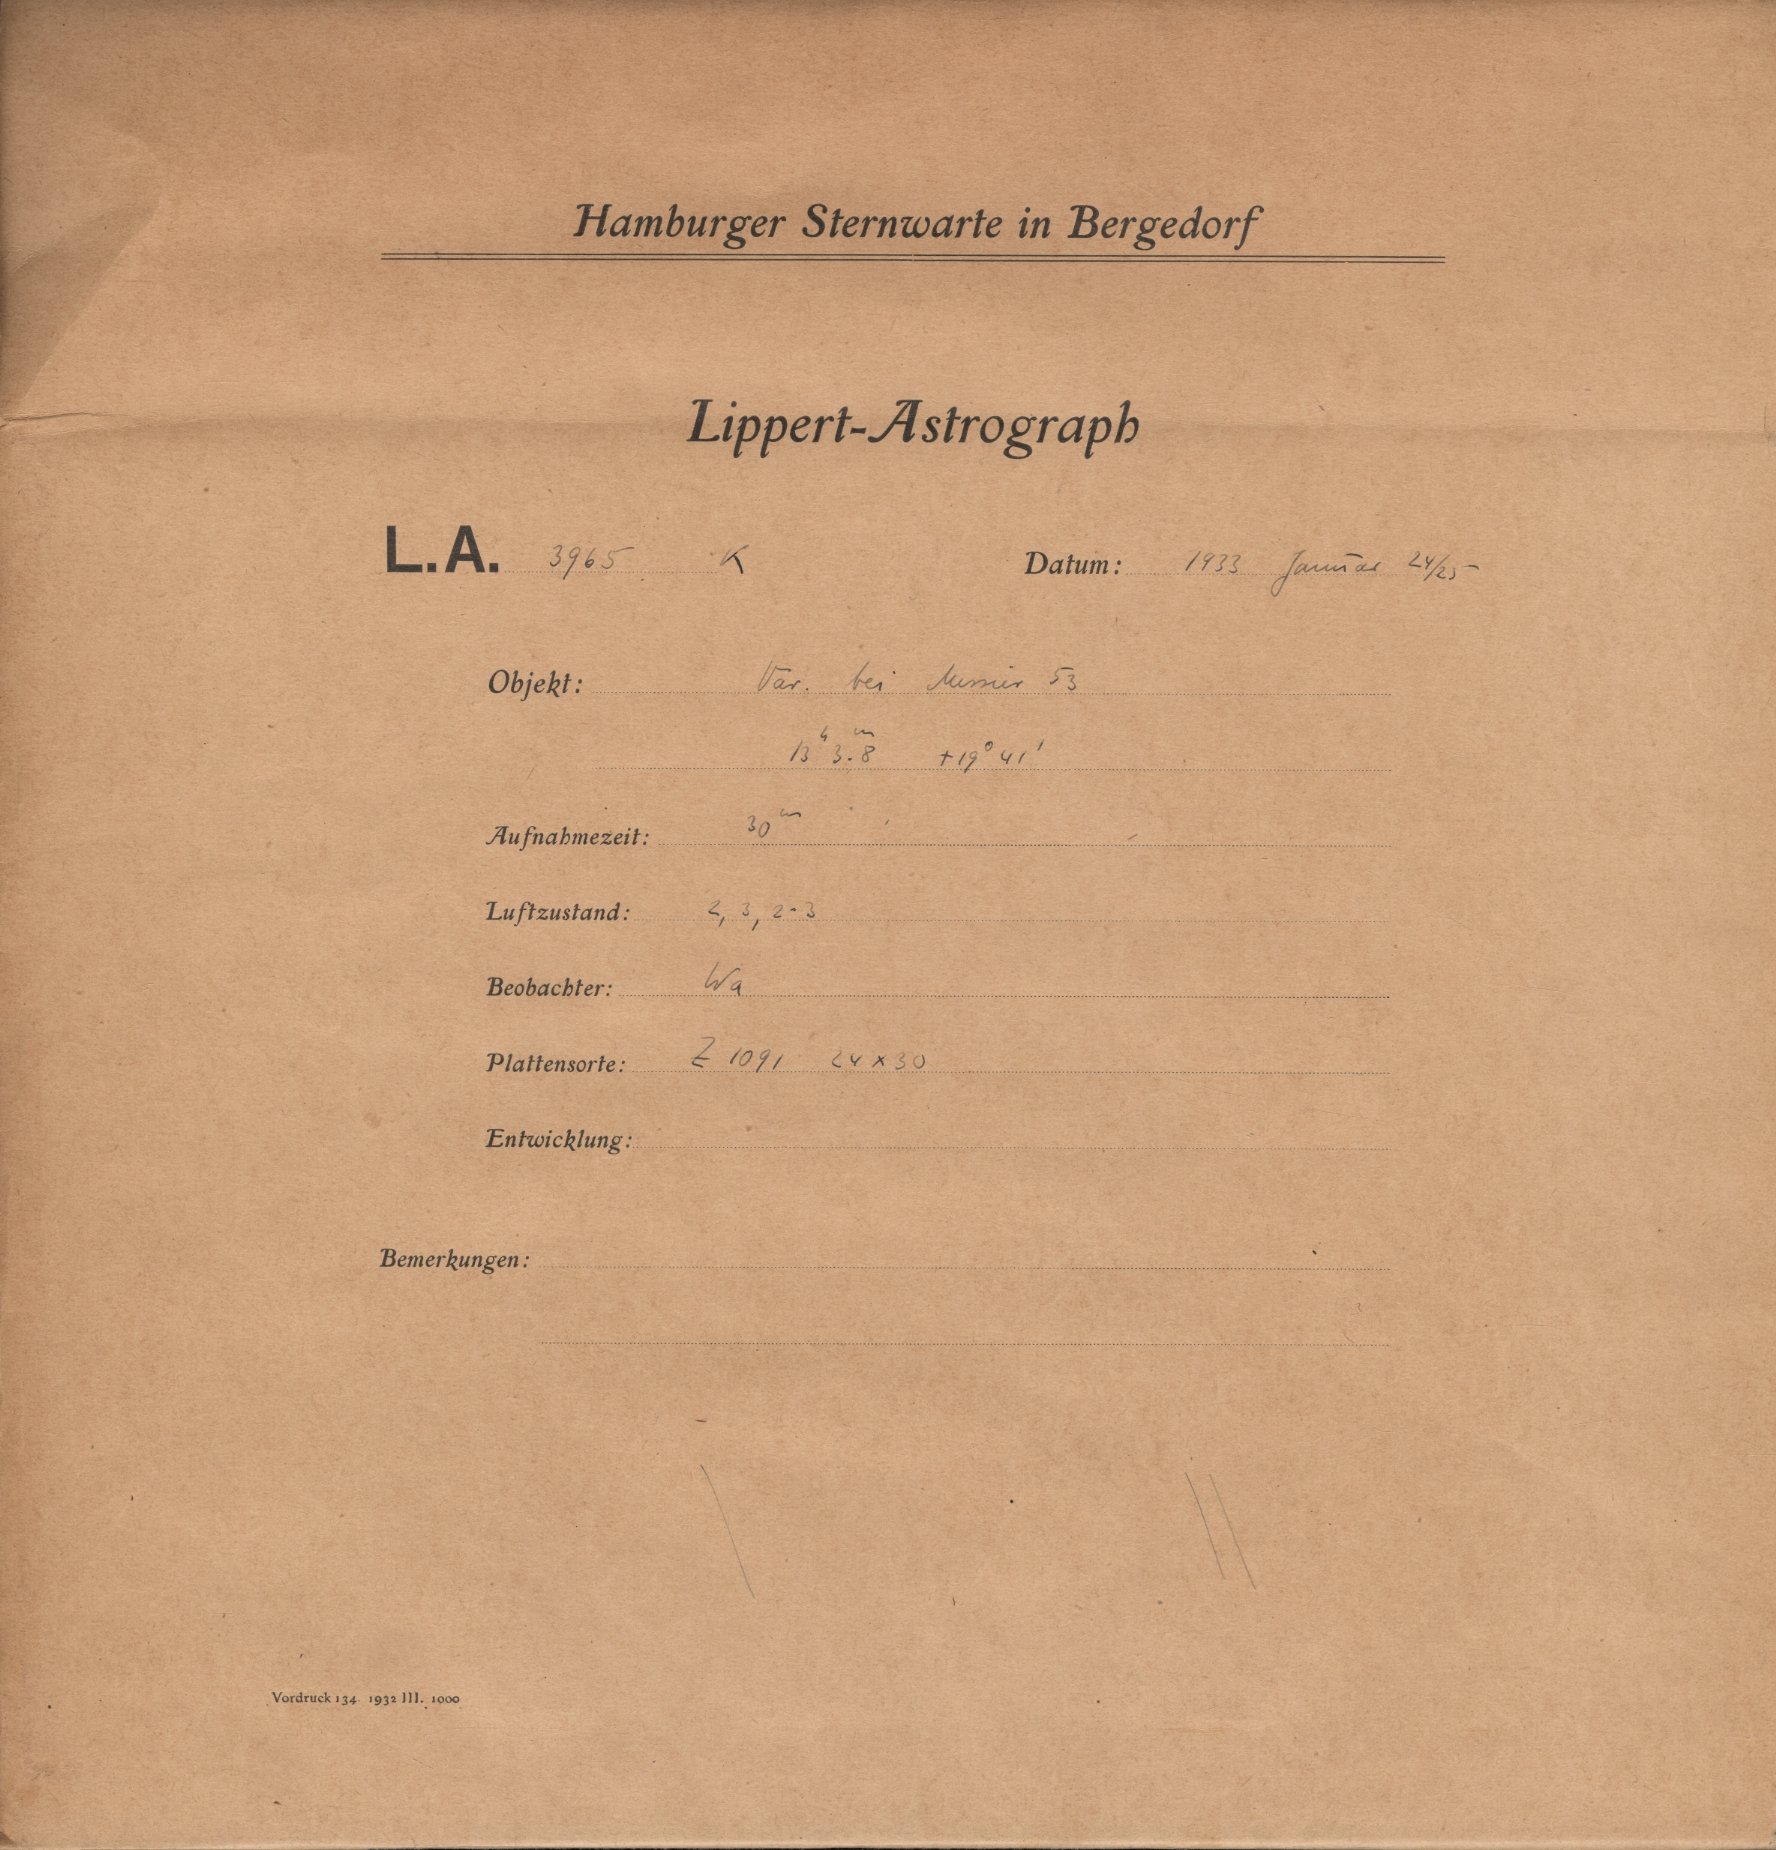 Hamburger Sternwarte in Bergedorf
Lippert-Astrograph
L.A. 3965 K Datum: 1933 Januar 24/25
Objekt: Var. bei Messier 53
13ʰ 3.ᵐ8 +19° 41'
Aufnahmezeit: 30ᵐ
Luftzustand: 2, 3, 2-3
Beobachter: Wa
Plattensorte: Z 1091 24 x 30
Entwicklung:
Bemerkungen:
Vordruck 134 1932 III. 1000